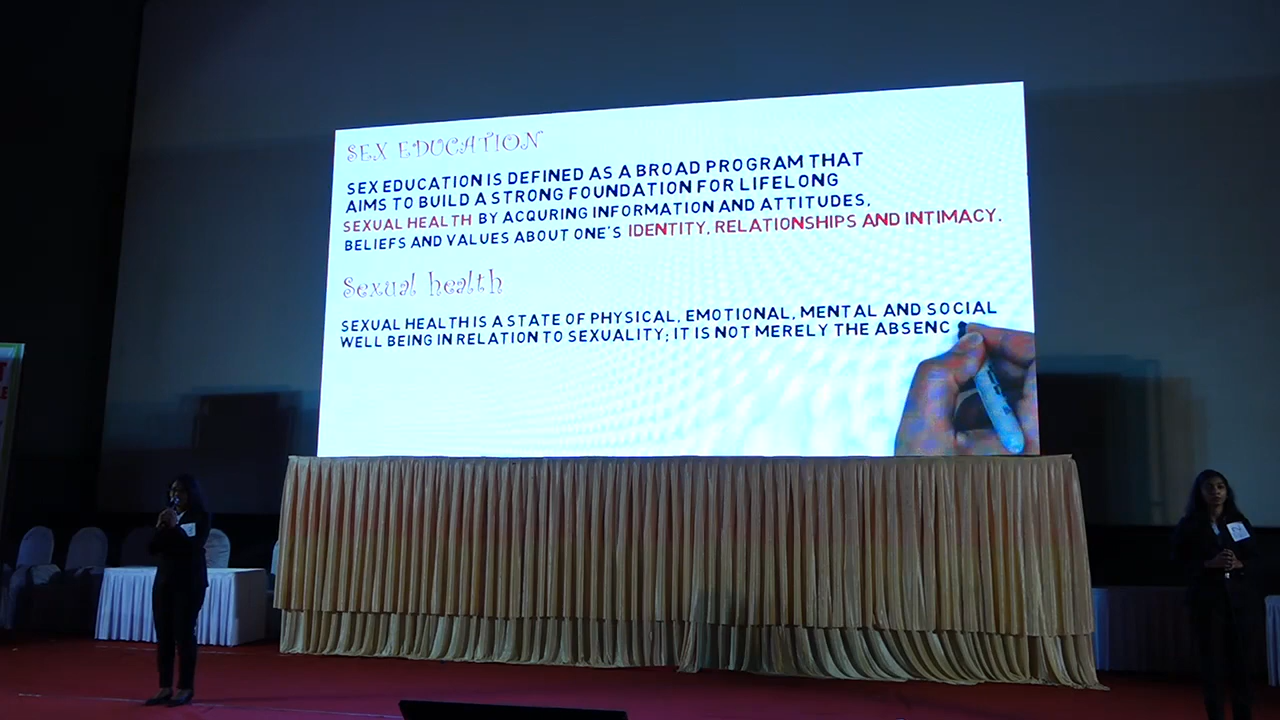 SEX EDUCATION
SEX EDUCATION IS DEFINED AS A BROAD PROGRAM THAT
AIMS TO BUILD A STRONG FOUNDATION FOR LIFELONG
SEXUAL HEALTH BY ACQURING INFORMATION AND ATTITUDES,
BELIEFS AND VALUES ABOUT ONE'S IDENTITY, RELATIONSHIPS AND INTIMACY.
Sexual health
SEXUAL HEALTH IS A STATE OF PHYSICAL, EMOTIONAL, MENTAL AND SOCIAL
WELL BEING IN RELATION TO SEXUALITY; IT IS NOT MERELY THE ABSENC